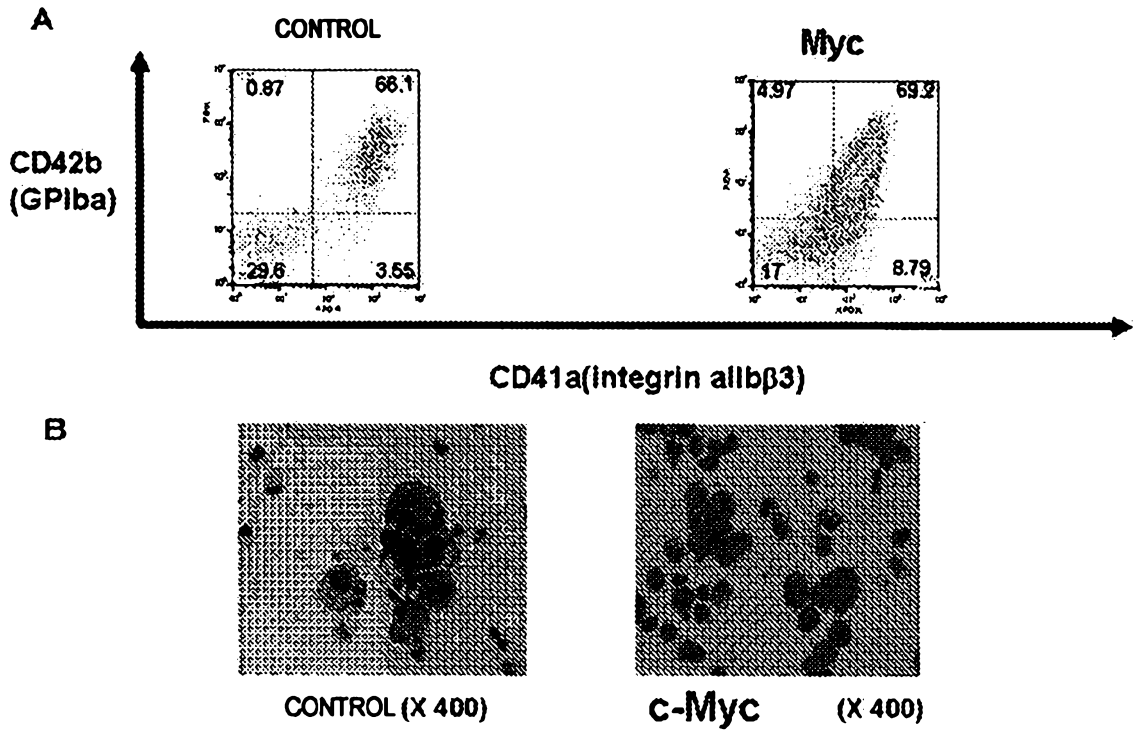 A
CONTROL
Myc
0.87
66.1
29.6
3.55
4.97
69.2
17
8.79
CD42b
(GPIba)
CD41a(integrin aIIbβ3)
B
CONTROL (X 400)
c-Myc (X 400)